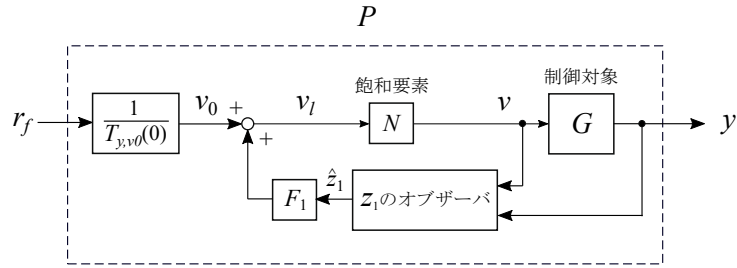 P
飽和要素
制御対象
r_f
1
T_{y,v0}(0)
v_0
+
+
v_l
N
v
G
y
F_1
ẑ_1
z_1のオブザーバ